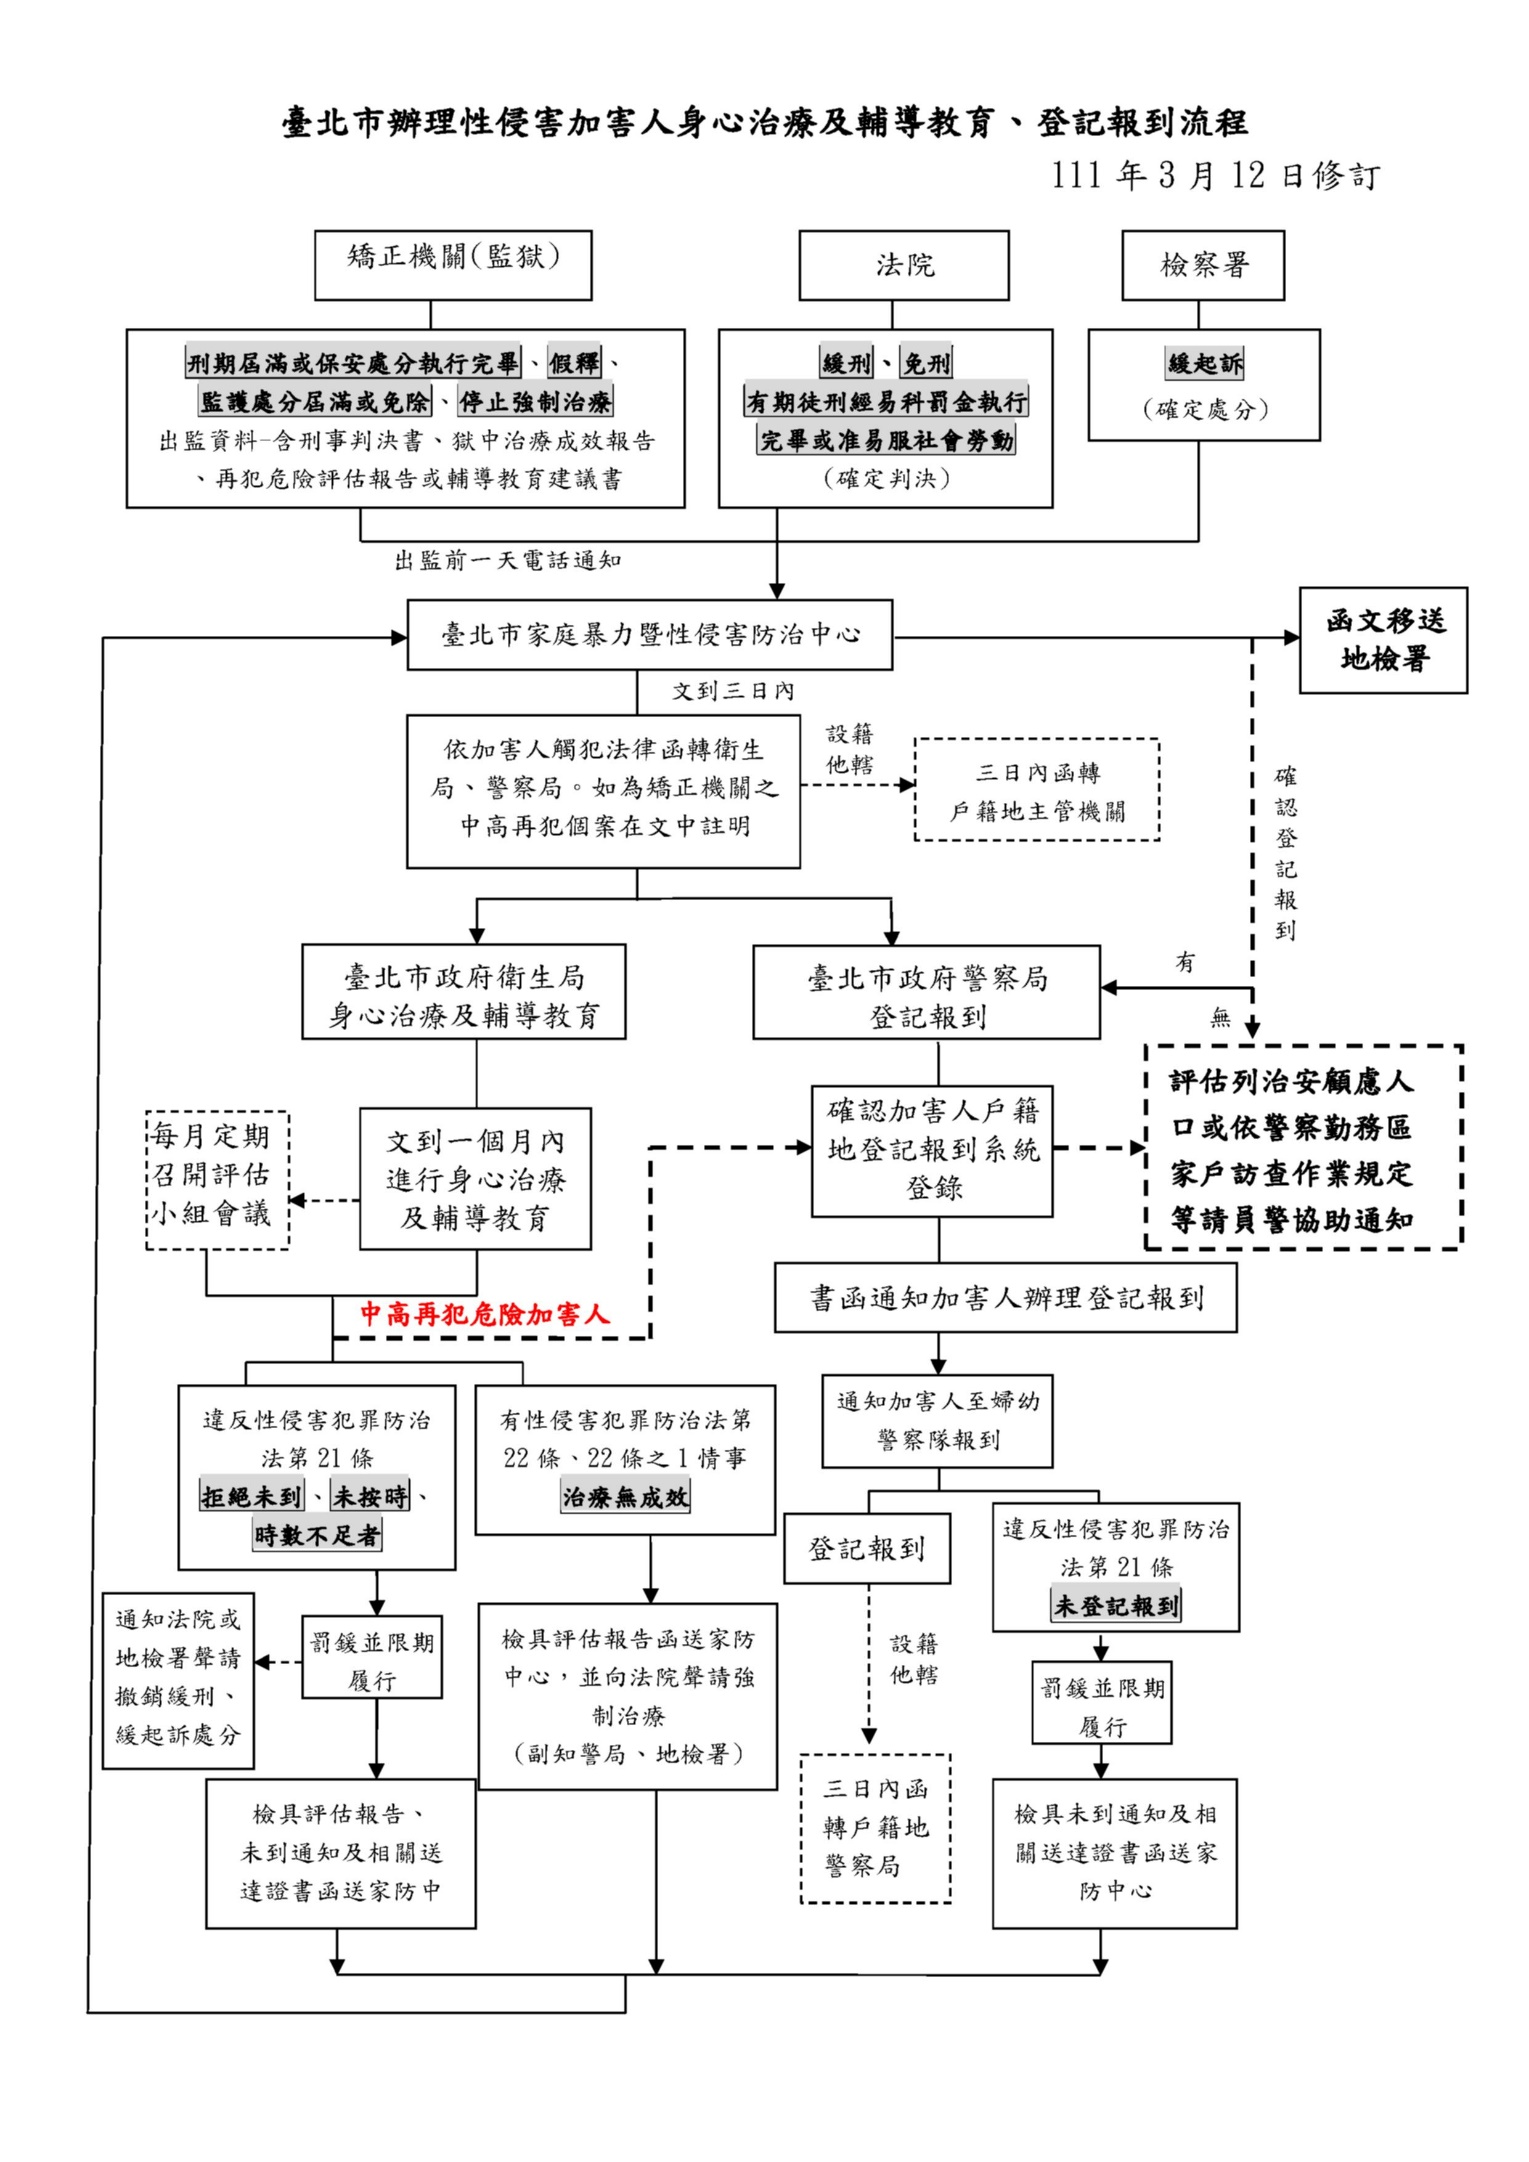 臺北市辦理性侵害加害人身心治療及輔導教育、登記報到流程
111 年 3 月 12 日修訂
矯正機關(監獄)
法院
檢察署
刑期屆滿或保安處分執行完畢、假釋、
監護處分屆滿或免除、停止強制治療
出監資料-含刑事判決書、獄中治療成效報告
、再犯危險評估報告或輔導教育建議書
緩刑、免刑
有期徒刑經易科罰金執行
完畢或准易服社會勞動
(確定判決)
緩起訴
(確定處分)
出監前一天電話通知
臺北市家庭暴力暨性侵害防治中心
函文移送
地檢署
文到三日內
依加害人觸犯法律函轉衛生
局、警察局。如為矯正機關之
中高再犯個案在文中註明
設籍
他轄
三日內函轉
戶籍地主管機關
確
認
登
記
報
到
臺北市政府衛生局
身心治療及輔導教育
臺北市政府警察局
登記報到
有
無
評估列治安顧慮人
口或依警察勤務區
家戶訪查作業規定
等請員警協助通知
每月定期
召開評估
小組會議
文到一個月內
進行身心治療
及輔導教育
確認加害人戶籍
地登記報到系統
登錄
中高再犯危險加害人
書函通知加害人辦理登記報到
通知加害人至婦幼
警察隊報到
違反性侵害犯罪防治
法第 21 條
拒絕未到、未按時、
時數不足者
有性侵害犯罪防治法第
22 條、22 條之 1 情事
治療無成效
登記報到
違反性侵害犯罪防治
法第 21 條
未登記報到
通知法院或
地檢署聲請
撤銷緩刑、
緩起訴處分
罰鍰並限期
履行
檢具評估報告函送家防
中心，並向法院聲請強
制治療
(副知警局、地檢署)
設籍
他轄
罰鍰並限期
履行
檢具評估報告、
未到通知及相關送
達證書函送家防中
三日內函
轉戶籍地
警察局
檢具未到通知及相
關送達證書函送家
防中心